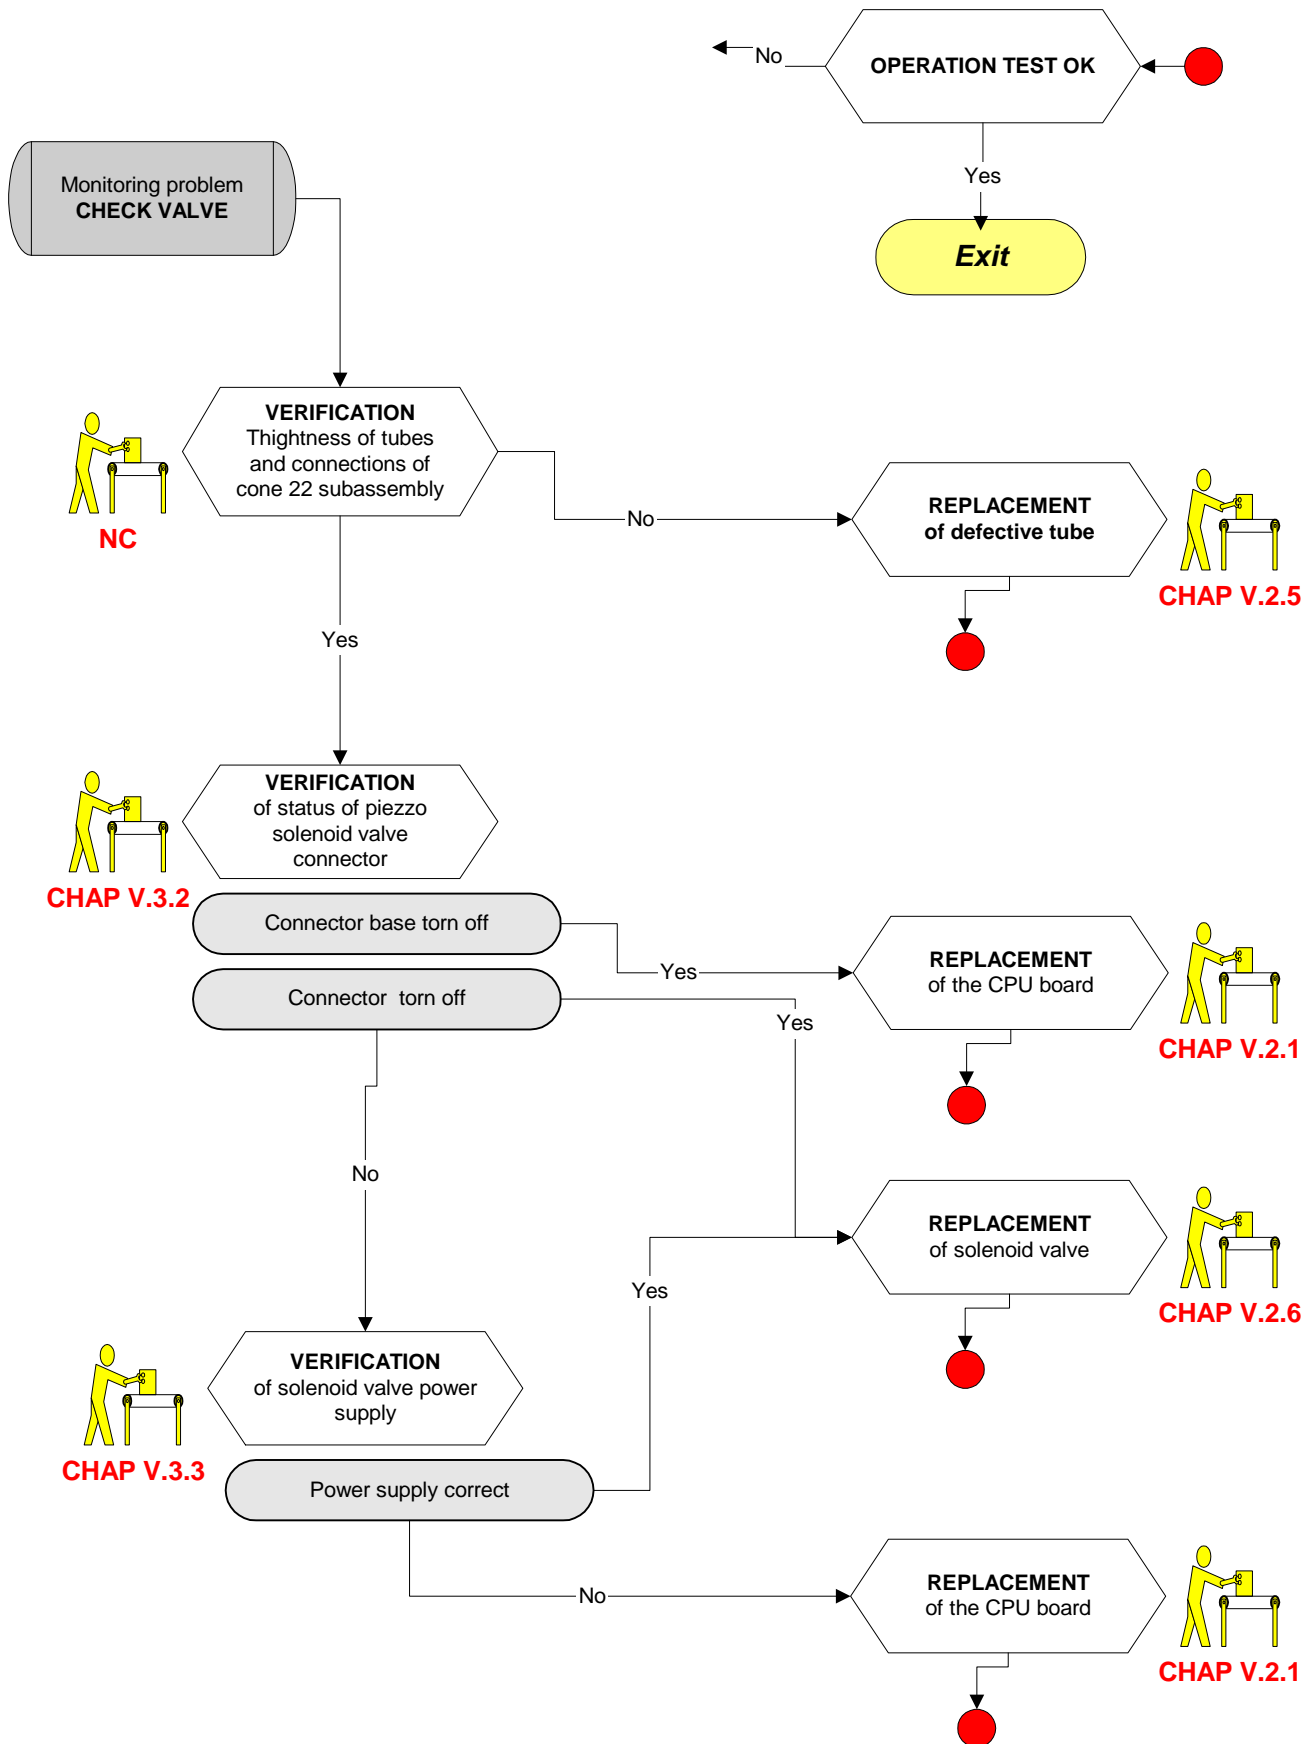 OPERATION TEST OK
No
Yes
Exit
Monitoring problem
CHECK VALVE
VERIFICATION
Thightness of tubes
and connections of
cone 22 subassembly
NC
No
REPLACEMENT
of defective tube
CHAP V.2.5
Yes
VERIFICATION
of status of piezzo
solenoid valve
connector
CHAP V.3.2
Connector base torn off
Yes
REPLACEMENT
of the CPU board
CHAP V.2.1
Connector torn off
Yes
No
REPLACEMENT
of solenoid valve
CHAP V.2.6
Yes
VERIFICATION
of solenoid valve power
supply
CHAP V.3.3
Power supply correct
No
REPLACEMENT
of the CPU board
CHAP V.2.1